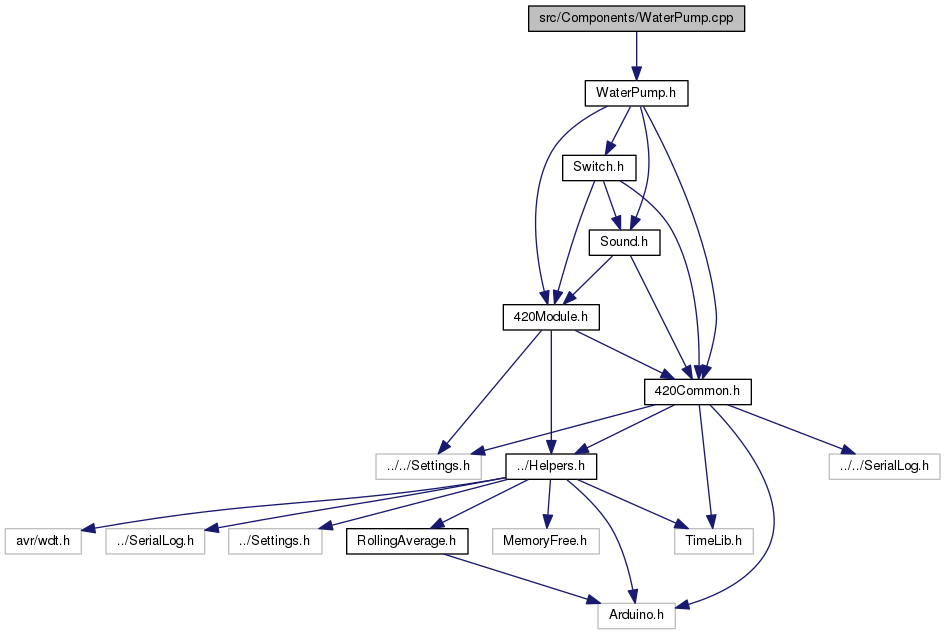 src/Components/WaterPump.cpp
WaterPump.h
Switch.h
Sound.h
420Module.h
420Common.h
../../Settings.h
../Helpers.h
../../SerialLog.h
avr/wdt.h
../SerialLog.h
../Settings.h
RollingAverage.h
MemoryFree.h
TimeLib.h
Arduino.h